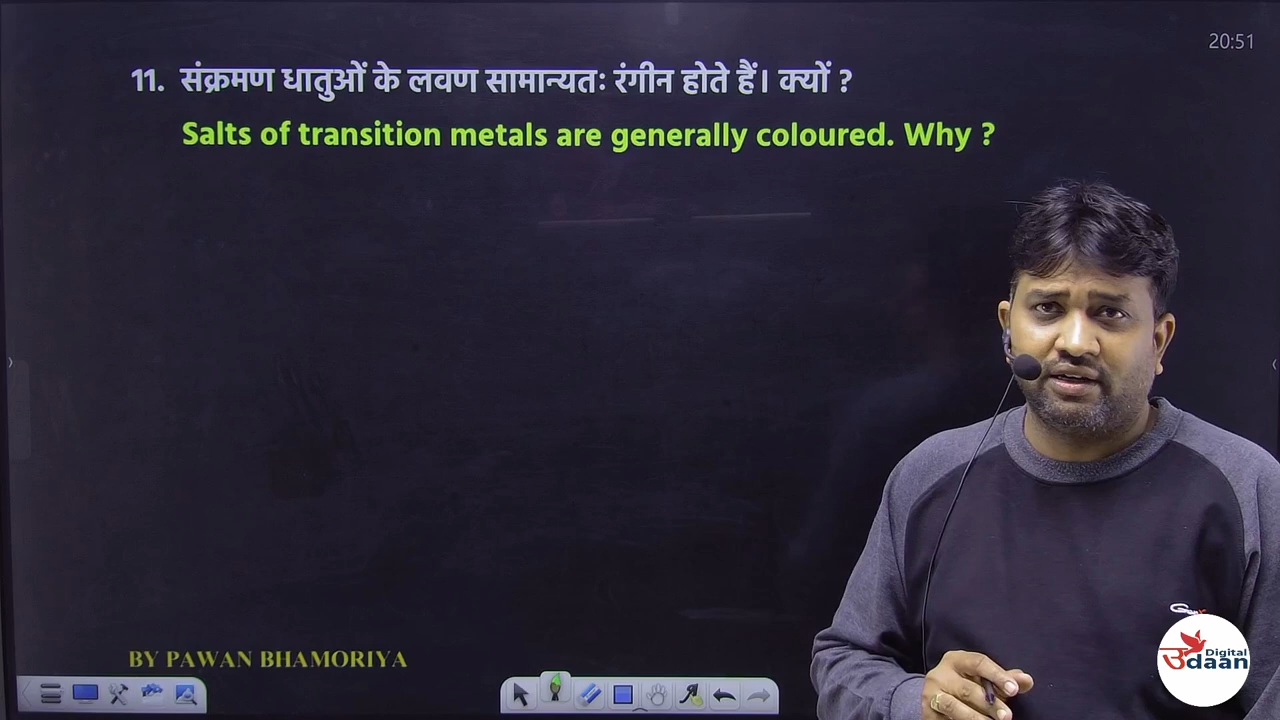 20:51
11. संक्रमण धातुओं के लवण सामान्यतः रंगीन होते हैं। क्यों ?
Salts of transition metals are generally coloured. Why ?
BY PAWAN BHAMORIYA
Digital
उdaan